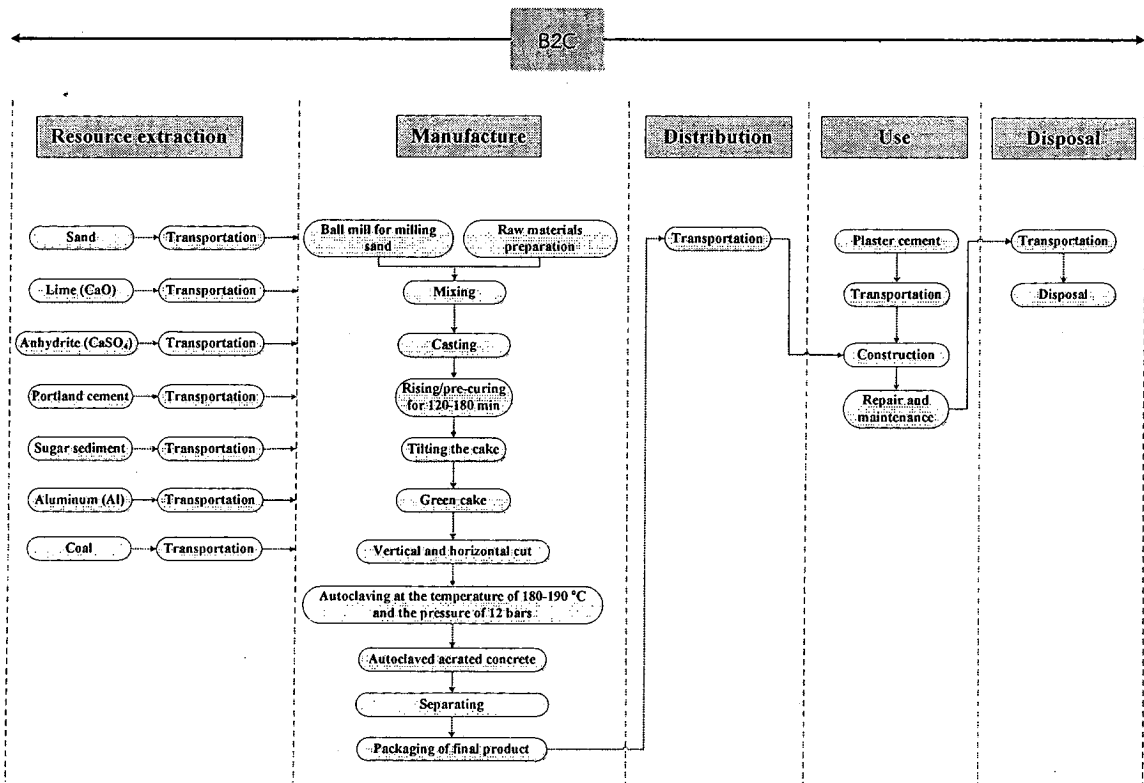 B2C
Resource extraction
Manufacture
Distribution
Use
Disposal
Sand
Transportation
Lime (CaO)
Transportation
Anhydrite (CaSO₄)
Transportation
Portland cement
Transportation
Sugar sediment
Transportation
Aluminum (Al)
Transportation
Coal
Transportation
Ball mill for milling
sand
Raw materials
preparation
Mixing
Casting
Rising/pre-curing
for 120-180 min
Tilting the cake
Green cake
Vertical and horizontal cut
Autoclaving at the temperature of 180-190 °C
and the pressure of 12 bars
Autoclaved aerated concrete
Separating
Packaging of final product
Transportation
Plaster cement
Transportation
Construction
Repair and
maintenance
Transportation
Disposal